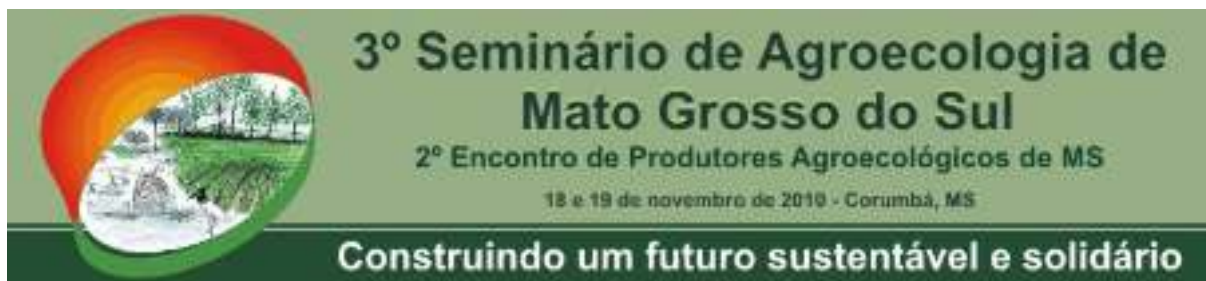 3º Seminário de Agroecologia de
Mato Grosso do Sul
2º Encontro de Produtores Agroecológicos de MS
18 e 19 de novembro de 2010 - Corumbá, MS
Construindo um futuro sustentável e solidário